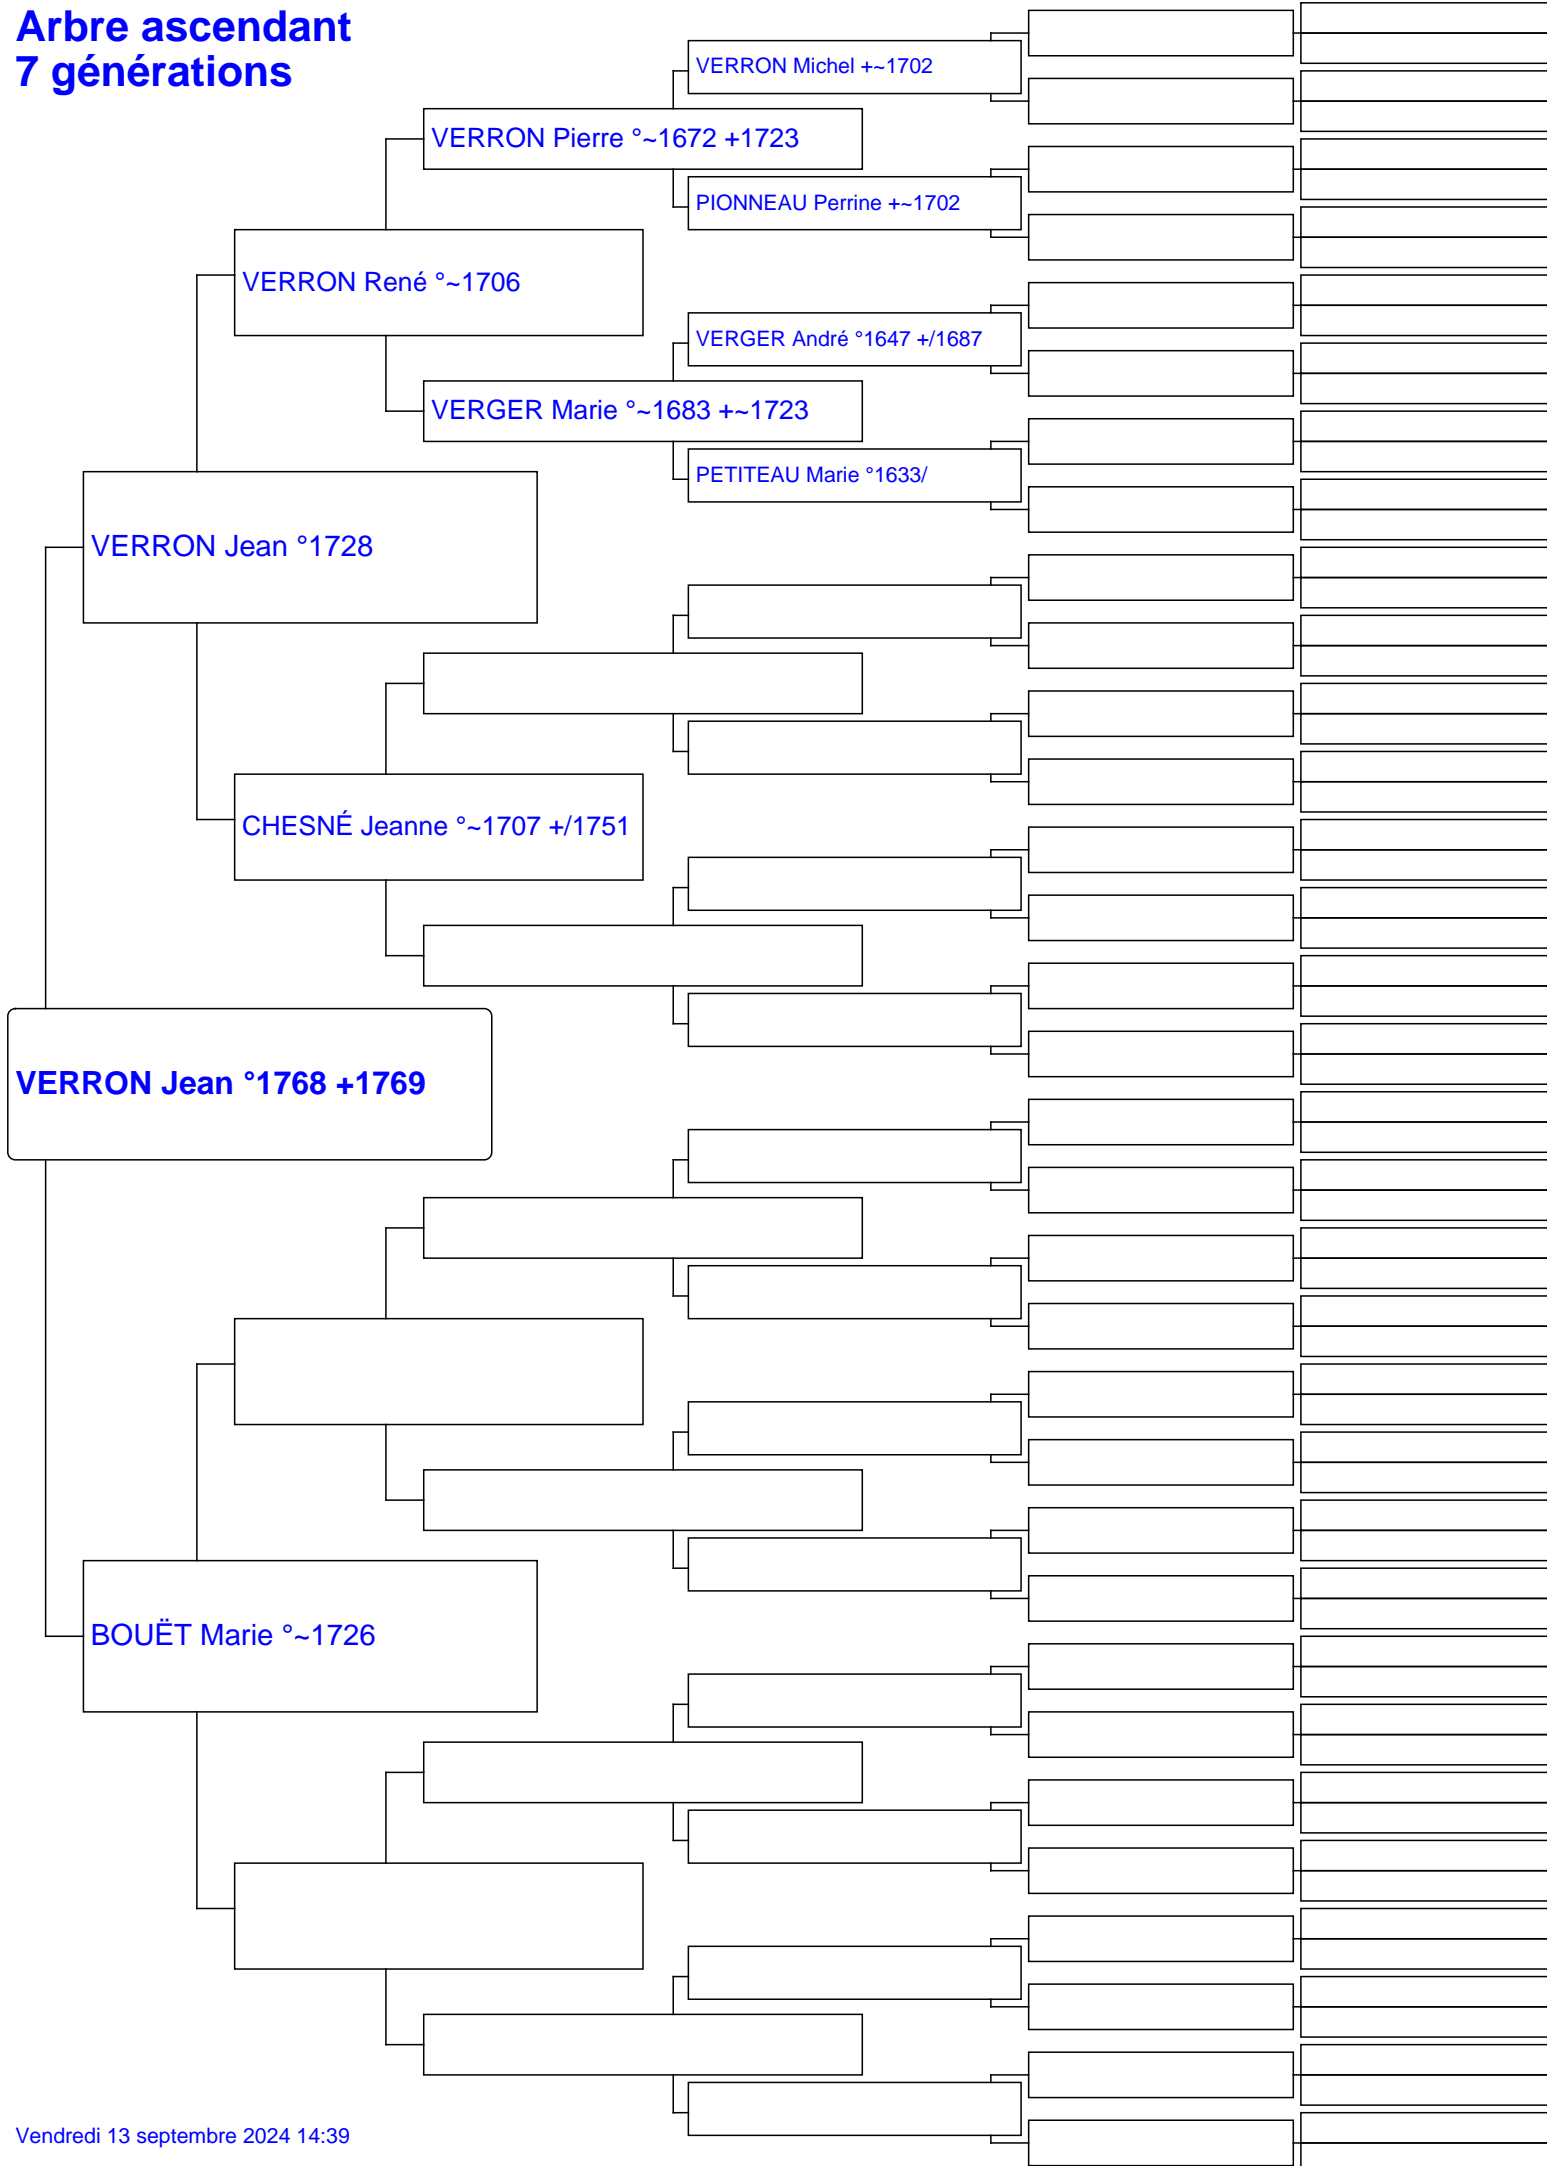 Arbre ascendant
7 générations
VERRON Michel +~1702
VERRON Pierre °~1672 +1723
PIONNEAU Perrine +~1702
VERRON René °~1706
VERGER André °1647 +/1687
VERGER Marie °~1683 +~1723
PETITEAU Marie °1633/
VERRON Jean °1728
CHESNÉ Jeanne °~1707 +/1751
VERRON Jean °1768 +1769
BOUËT Marie °~1726
Vendredi 13 septembre 2024 14:39